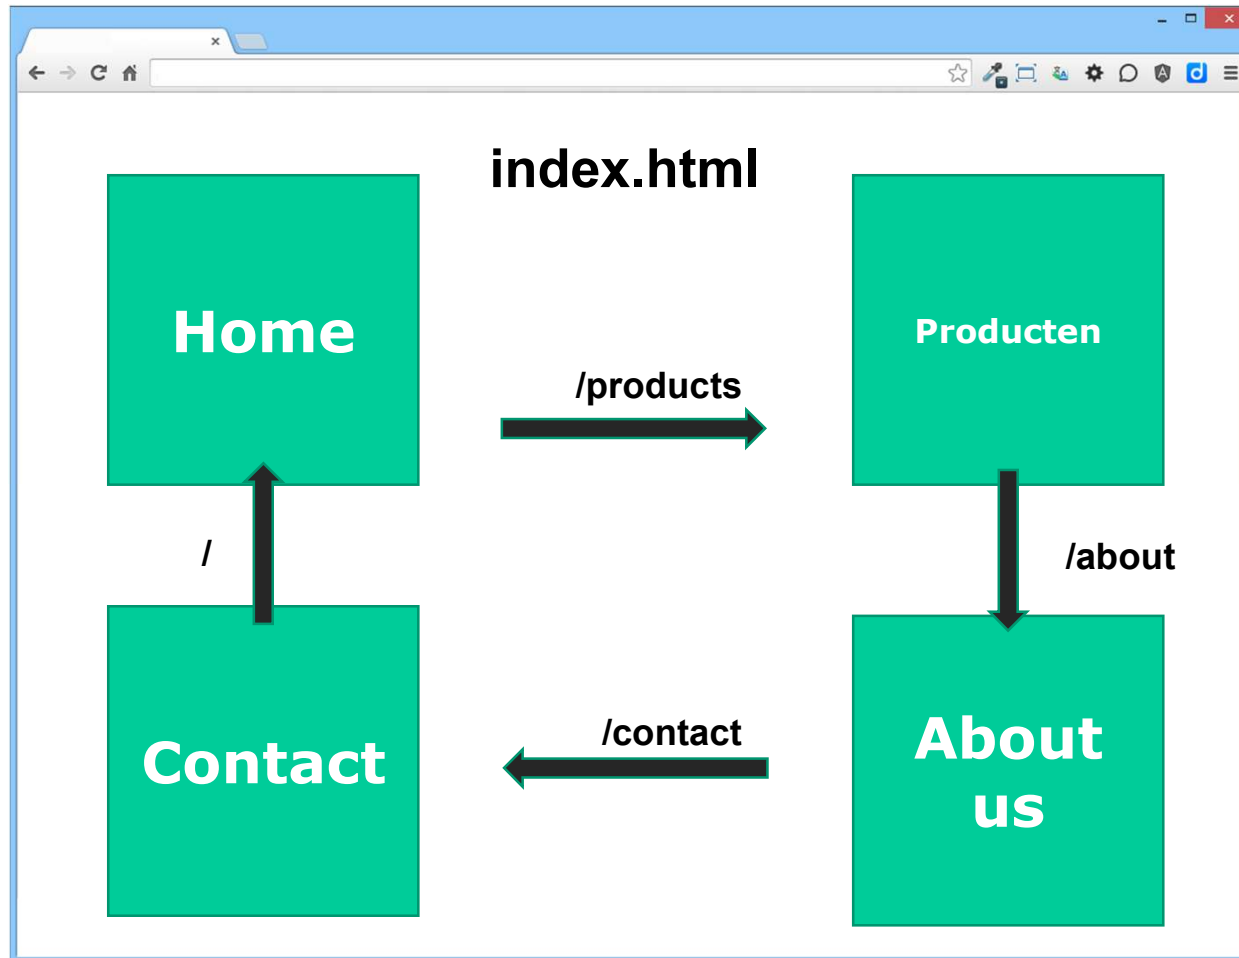 index.html
Home
Producten
/products
/
/about
Contact
/contact
About
us